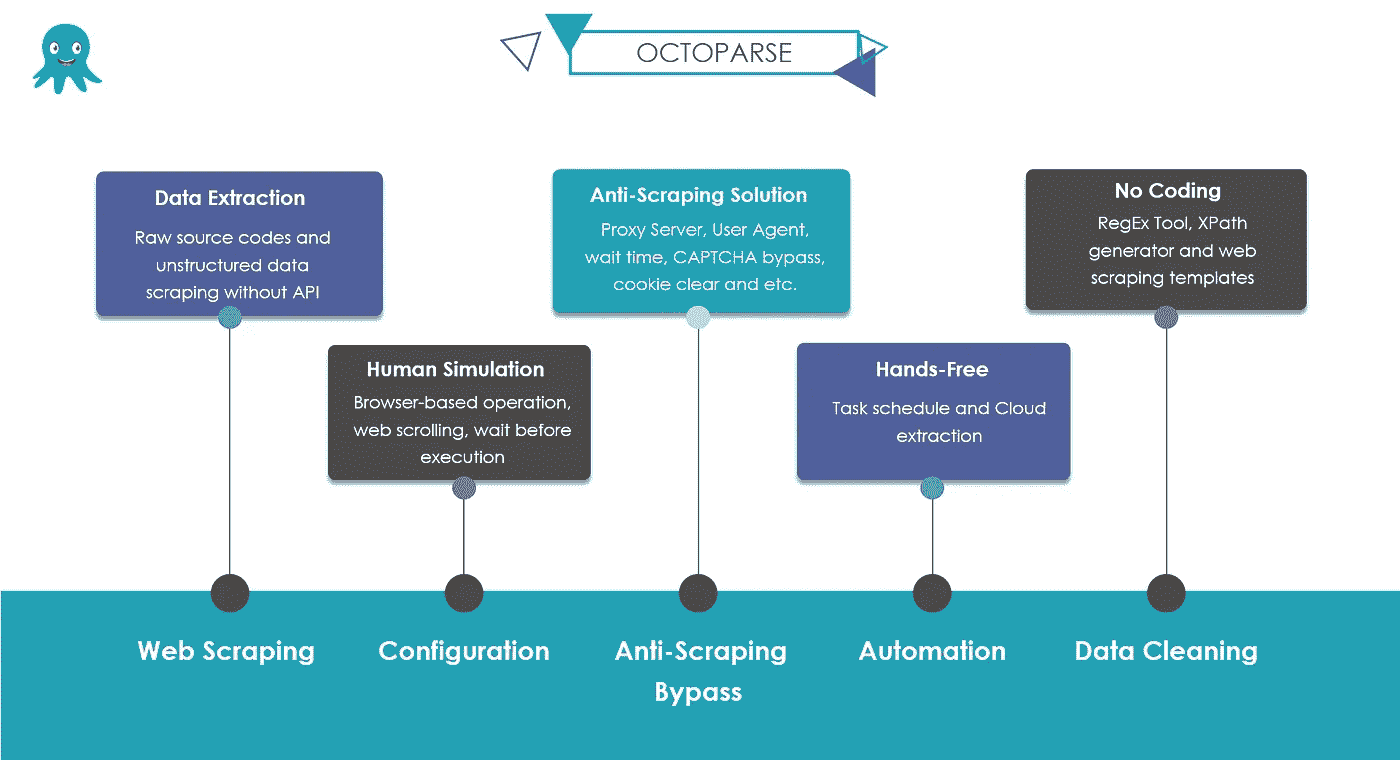 OCTOPARSE
Data Extraction
Raw source codes and
unstructured data
scraping without API
Human Simulation
Browser-based operation,
web scrolling, wait before
execution
Anti-Scraping Solution
Proxy Server, User Agent,
wait time, CAPTCHA bypass,
cookie clear and etc.
Hands-Free
Task schedule and Cloud
extraction
No Coding
RegEx Tool, XPath
generator and web
scraping templates
Web Scraping
Configuration
Anti-Scraping
Bypass
Automation
Data Cleaning